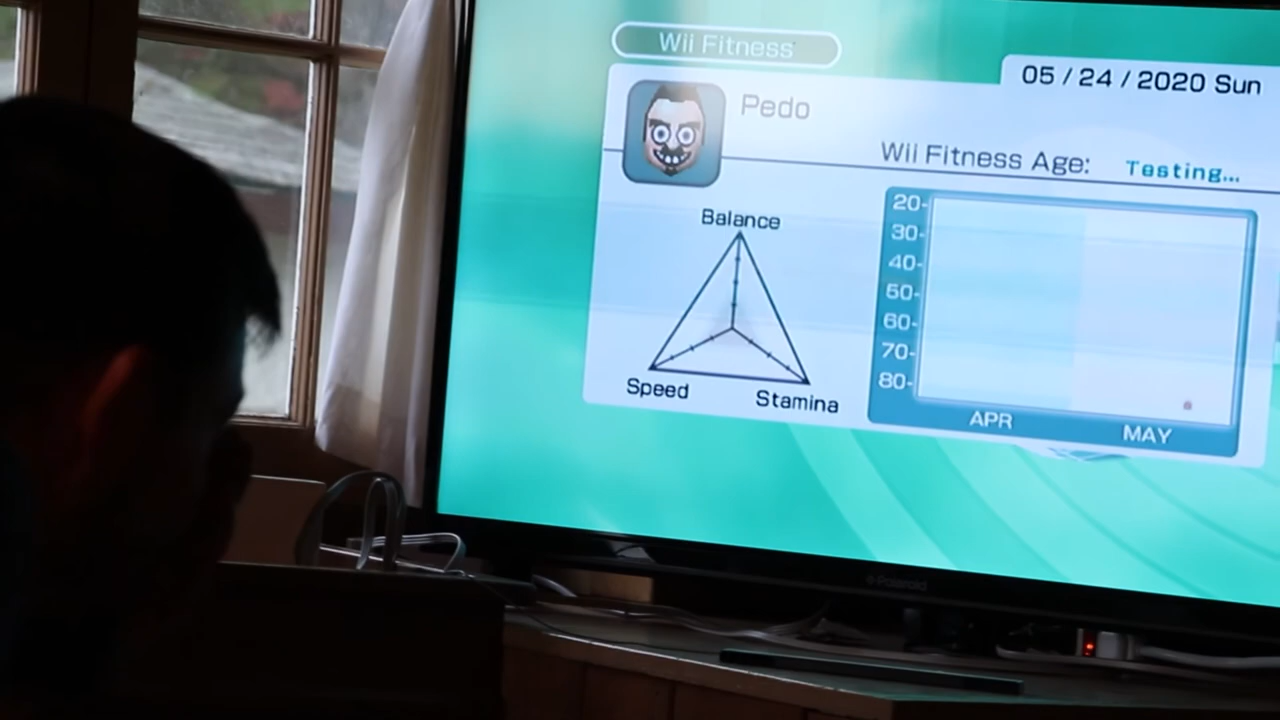 Wii Fitness
05 / 24 / 2020 Sun
Pedo
Wii Fitness Age: Testing...
Balance
Speed
Stamina
20-
30-
40-
50-
60-
70-
80-
APR
MAY
Polaroid